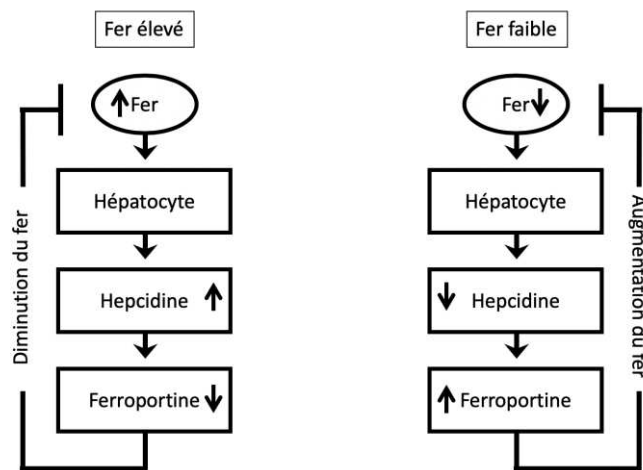 Fer élevé
Fer
Hépatocyte
Hepcidine
Ferroportine
Diminution du fer
Fer faible
Fer
Hépatocyte
Hepcidine
Ferroportine
Augmentation du fer